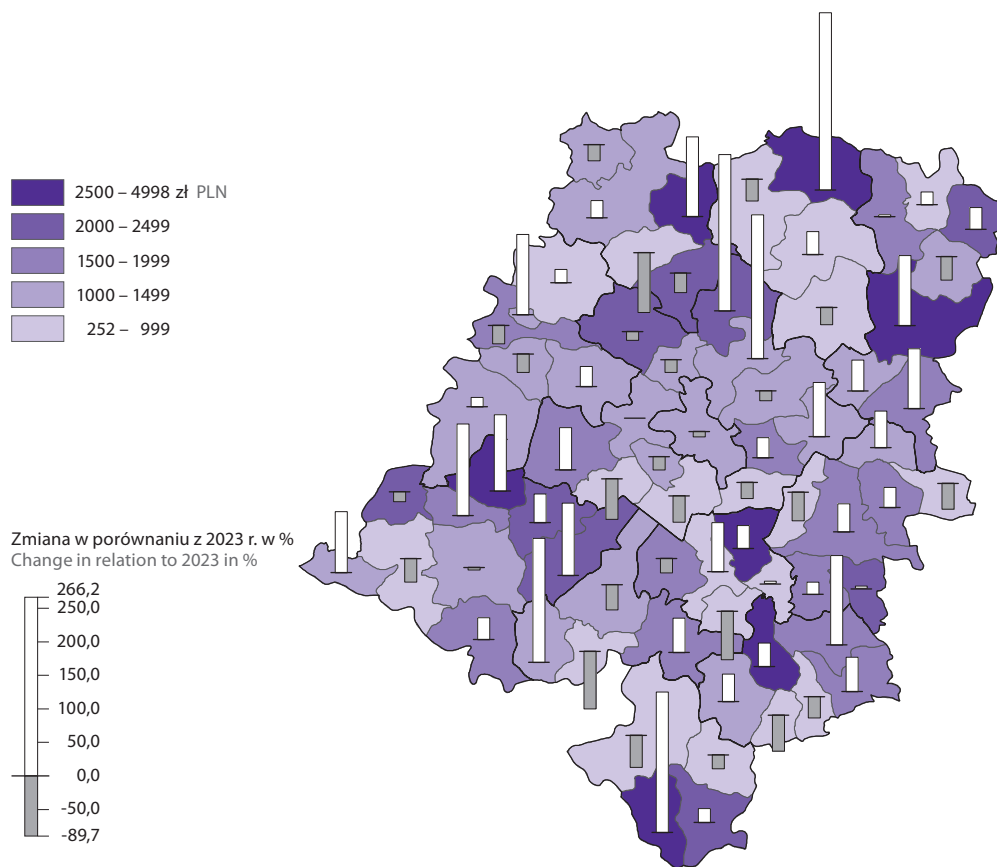 2500 – 4998 zł PLN
2000 – 2499
1500 – 1999
1000 – 1499
252 – 999
Zmiana w porównaniu z 2023 r. w %
Change in relation to 2023 in %
266,2
250,0
200,0
150,0
100,0
50,0
0,0
-50,0
-89,7